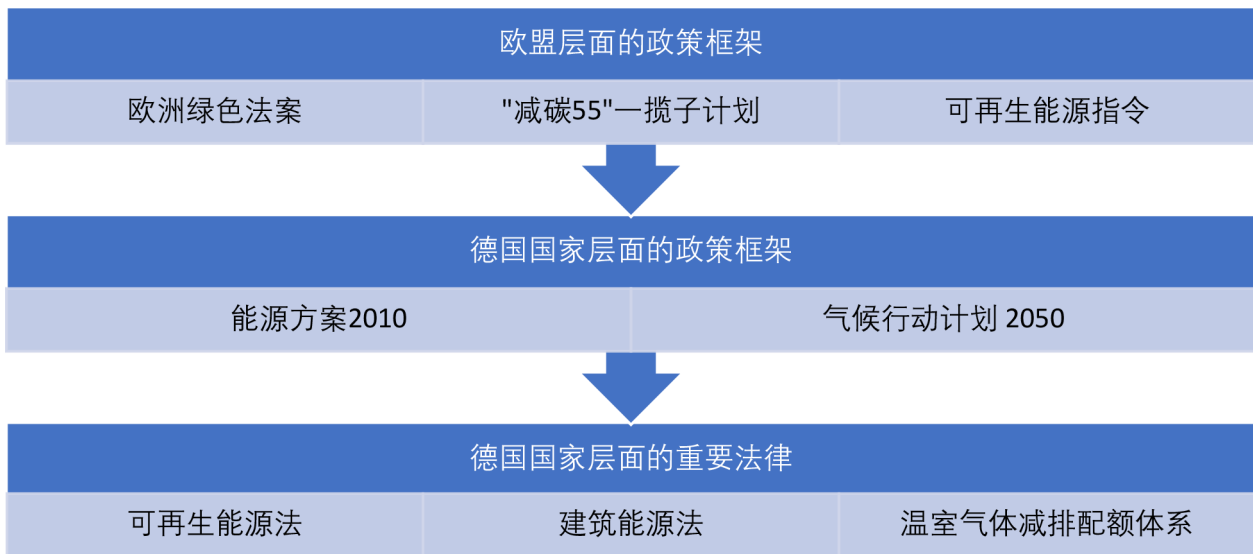 欧盟层面的政策框架
欧洲绿色法案 "减碳55"一揽子计划 可再生能源指令
德国国家层面的政策框架
能源方案2010 气候行动计划 2050
德国国家层面的重要法律
可再生能源法 建筑能源法 温室气体减排配额体系